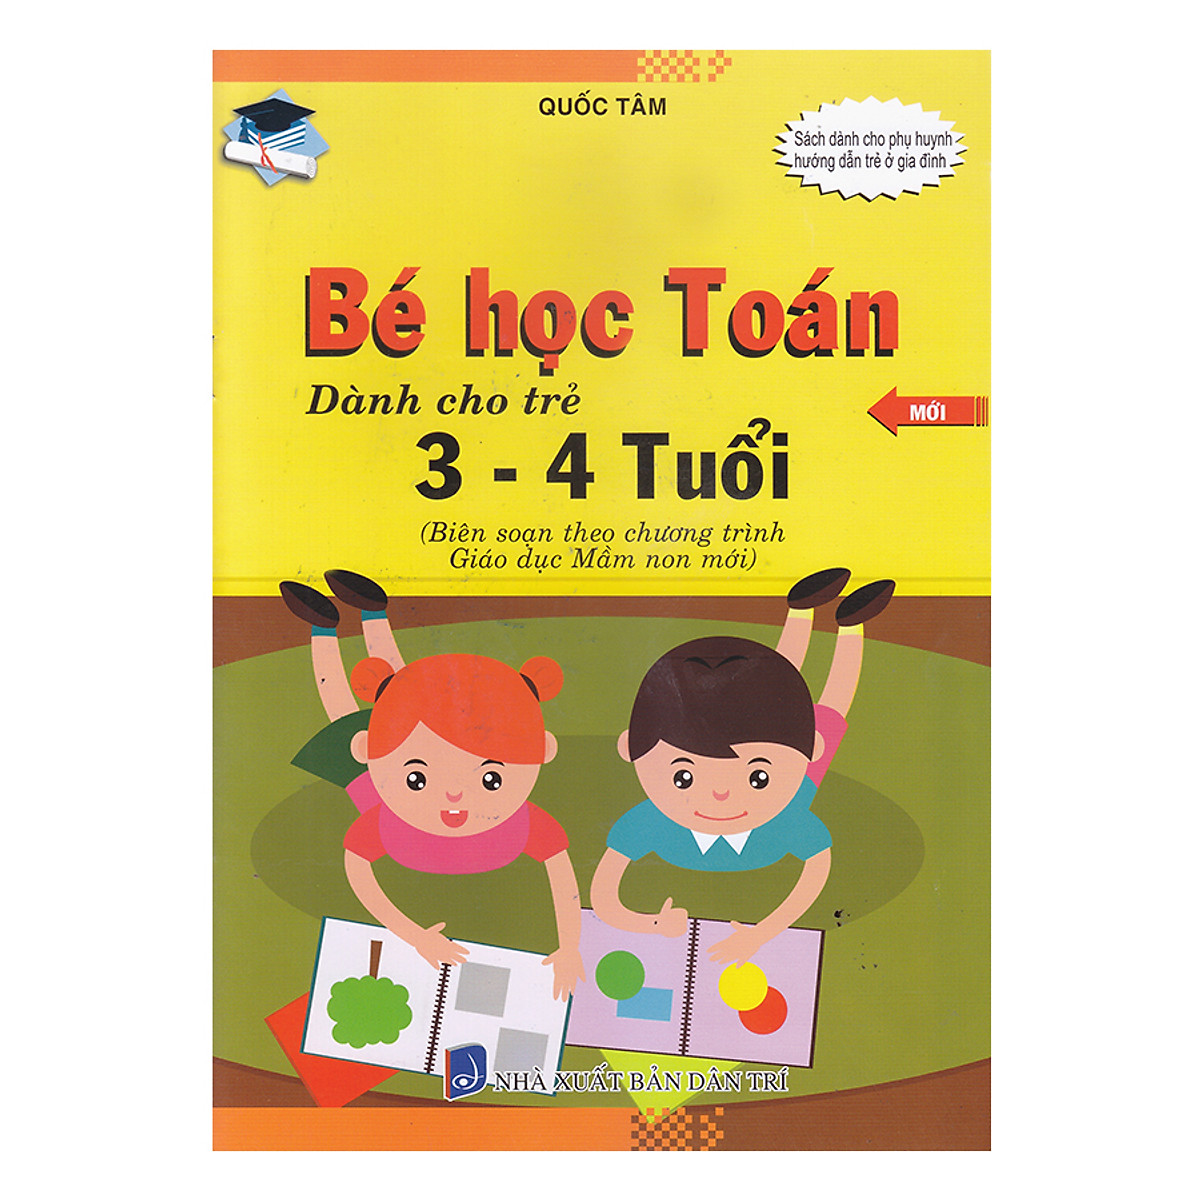 QUỐC TÂM
Sách dành cho phụ huynh
hướng dẫn trẻ ở gia đình
Bé học Toán
Dành cho trẻ
MỚI
3 - 4 Tuổi
(Biên soạn theo chương trình
Giáo dục Mầm non mới)
NHÀ XUẤT BẢN DÂN TRÍ